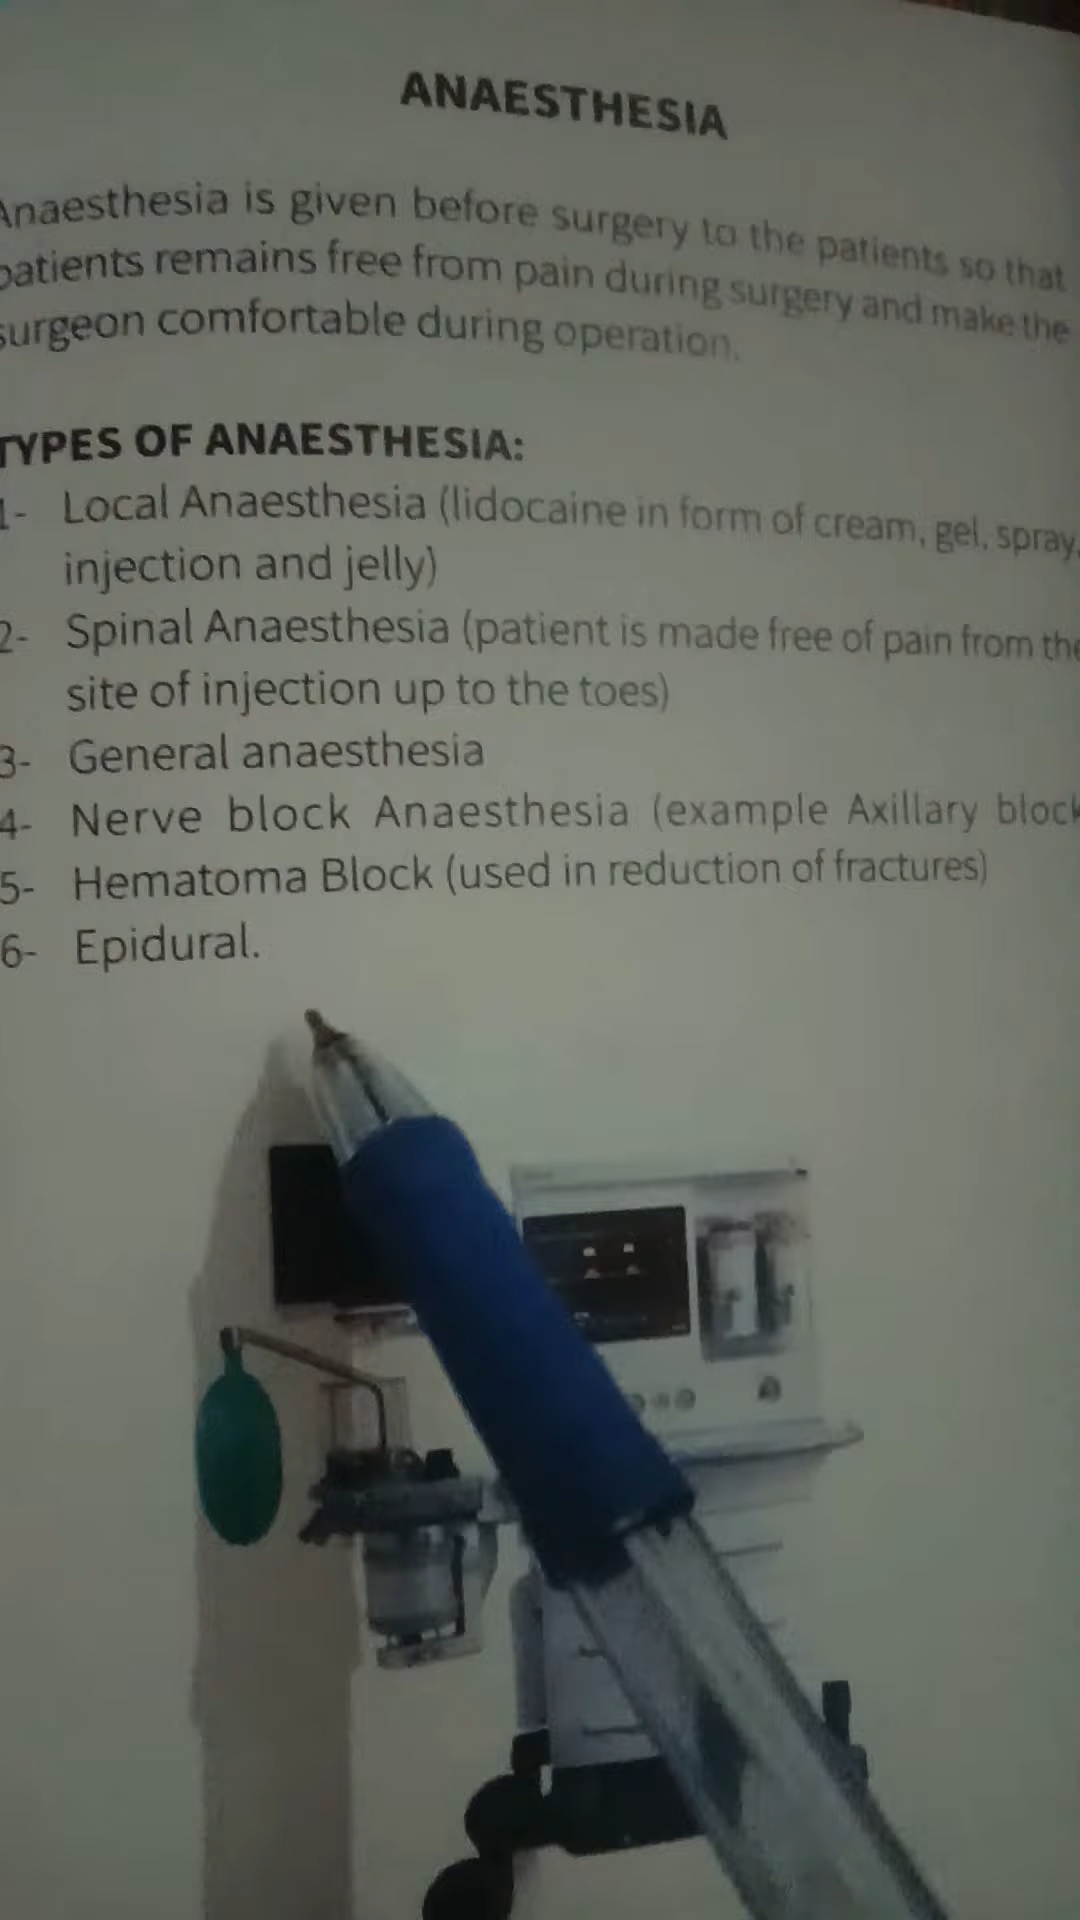 ANAESTHESIA
Anaesthesia is given before surgery to the patients so that
patients remains free from pain during surgery and make the
surgeon comfortable during operation.
TYPES OF ANAESTHESIA:
1- Local Anaesthesia (lidocaine in form of cream, gel, spray,
injection and jelly)
2- Spinal Anaesthesia (patient is made free of pain from the
site of injection up to the toes)
3- General anaesthesia
4- Nerve block Anaesthesia (example Axillary block
5- Hematoma Block (used in reduction of fractures)
6- Epidural.